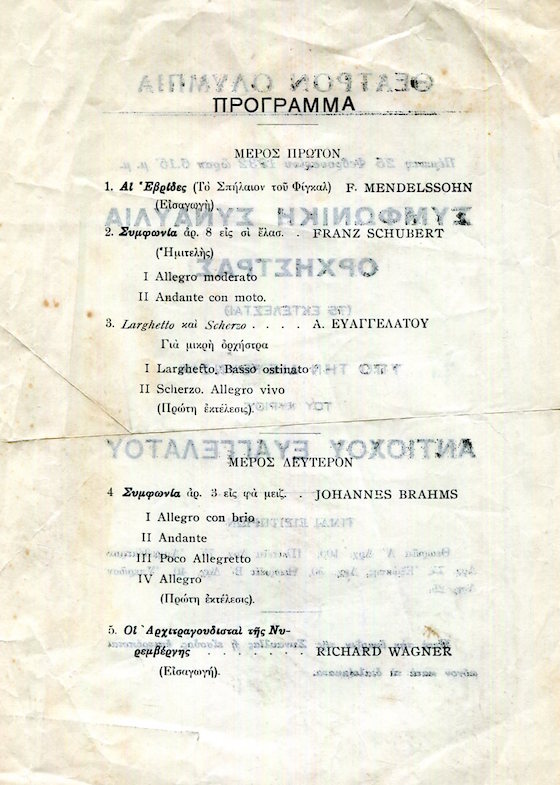 ΠΡΟΓΡΑΜΜΑ
ΜΕΡΟΣ ΠΡΩΤΟΝ
1. Αἱ Ἑβρίδες (Τὸ Σπήλαιον τοῦ Φίγκαλ) F. MENDELSSOHN
(Εἰσαγωγή).
2. Συμφωνία ἀρ. 8 εἰς σὶ ἔλασ. . FRANZ SCHUBERT
(Ἡμιτελὴς)
I Allegro moderato
II Andante con moto.
3. Larghetto καὶ Scherzo . . . . Α. ΕΥΑΓΓΕΛΑΤΟΥ
Γιὰ μικρὴ ὀρχήστρα
I Larghetto. Basso ostinato
II Scherzo. Allegro vivo
(Πρώτη ἐκτέλεσις).
ΜΕΡΟΣ ΔΕΥΤΕΡΟΝ
4 Συμφωνία ἀρ. 3 εἰς φὰ μειζ. . JOHANNES BRAHMS
I Allegro con brio
II Andante
III Poco Allegretto
IV Allegro
(Πρώτη ἐκτέλεσις).
5. Οἱ Ἀρχιτραγουδισταὶ τῆς Νυ-
ρεμβέργης . . . . . . . . RICHARD WAGNER
(Εἰσαγωγή).